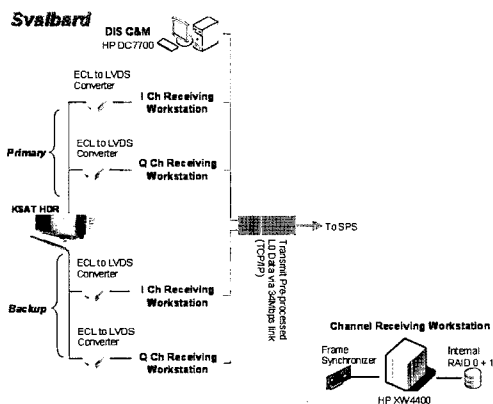 Svalbard
DIS C&M
HP DC7700
ECL to LVDS
Converter
I Ch Receiving
Workstation
ECL to LVDS
Converter
Primary
Q Ch Receiving
Workstation
KSAT HDR
To SPS
Transmit Pre-processed
L0 Data via 34Mbps link
(TCP/IP)
ECL to LVDS
Converter
I Ch Receiving
Workstation
Backup
ECL to LVDS
Converter
Q Ch Receiving
Workstation
Channel Receiving Workstation
Frame
Synchronizer
Internal
RAID 0 + 1
HP XW4400